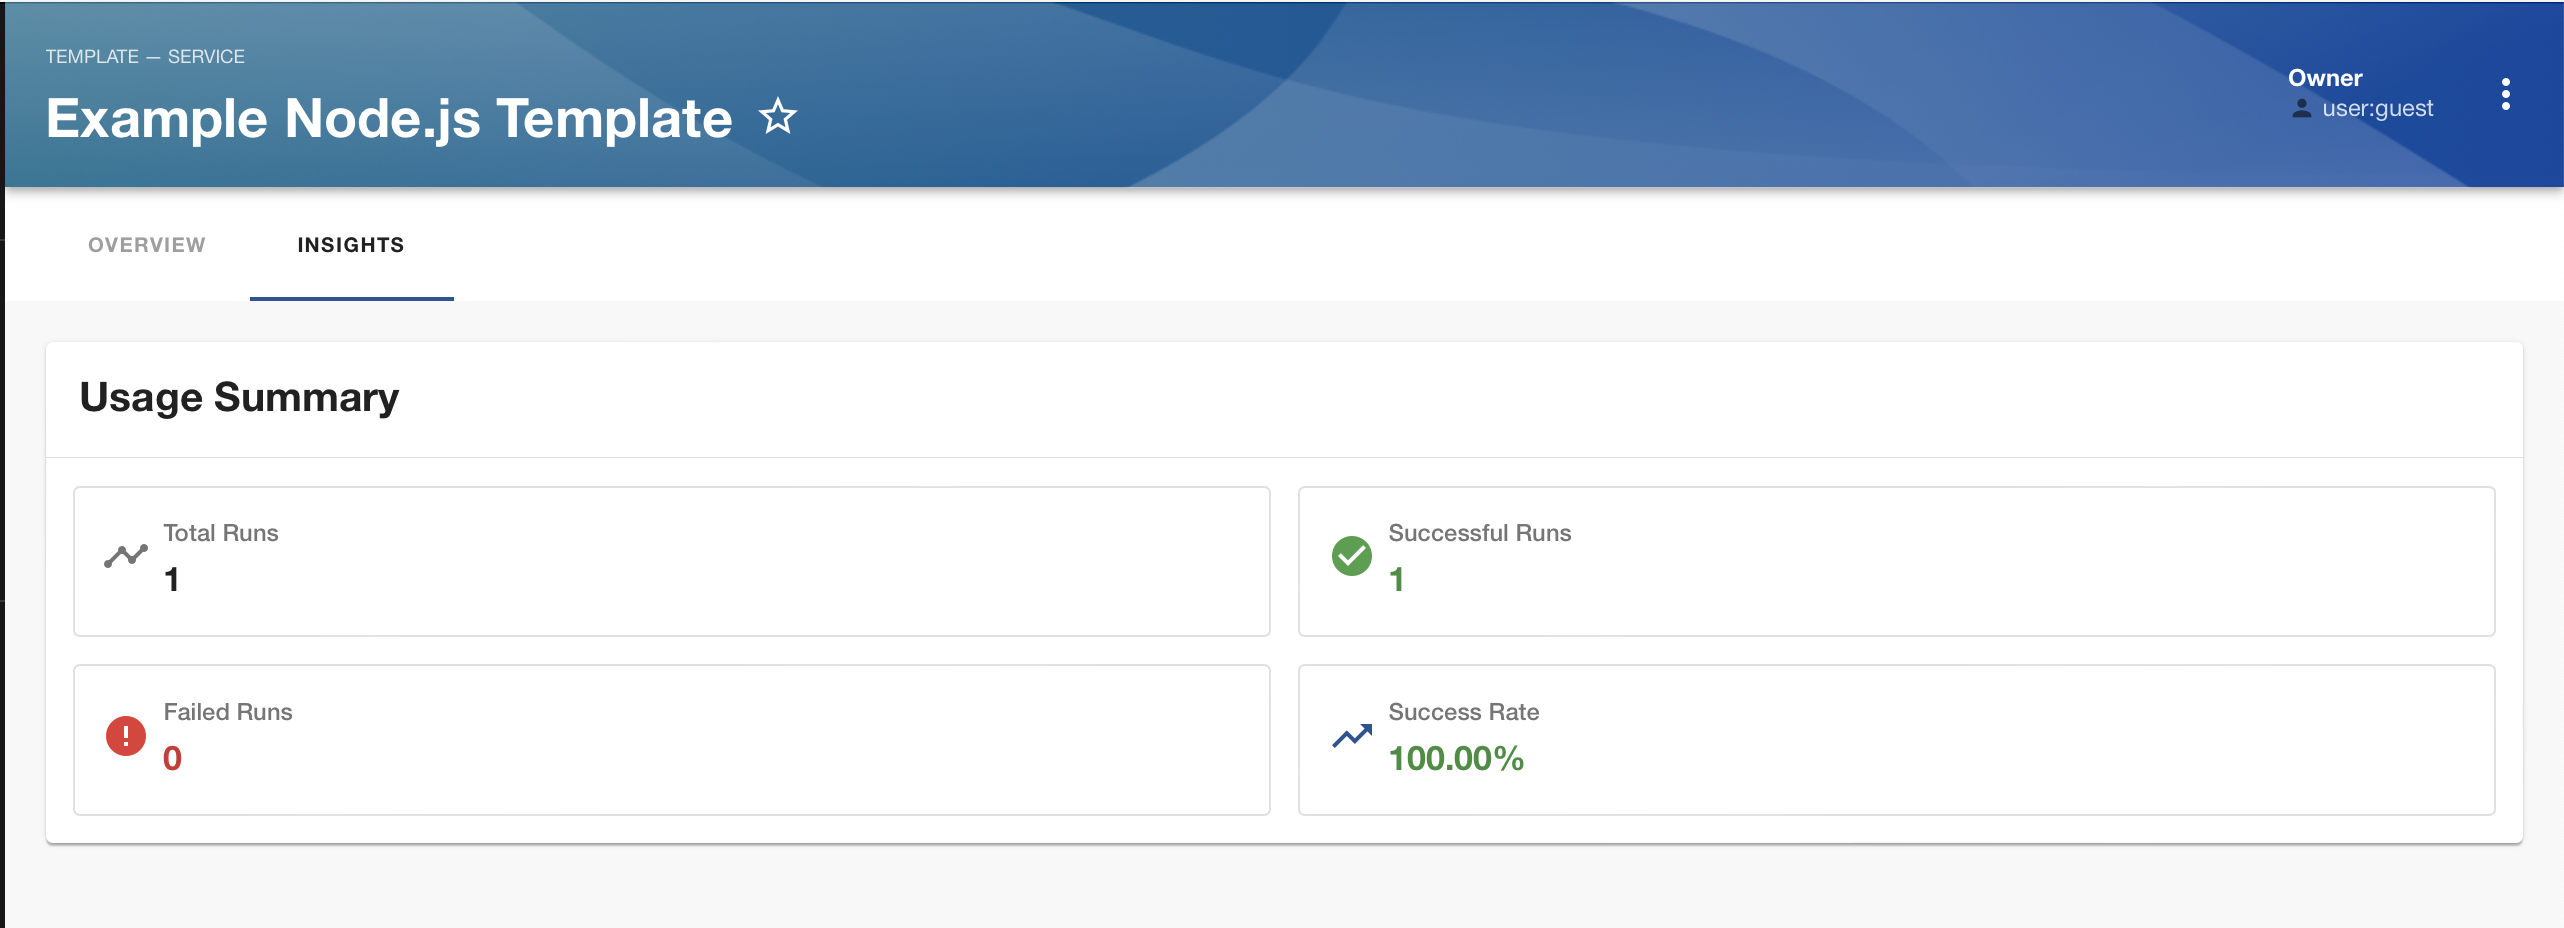 TEMPLATE — SERVICE
Example Node.js Template
Owner
user:guest
OVERVIEW
INSIGHTS
Usage Summary
Total Runs
1
Successful Runs
1
Failed Runs
0
Success Rate
100.00%